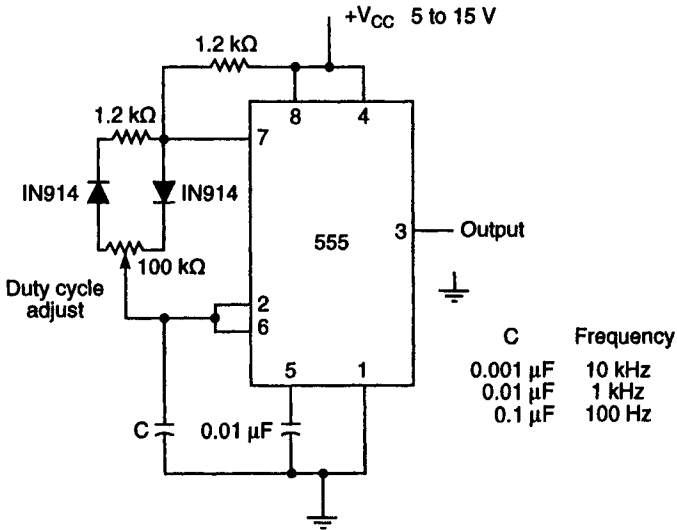 +VCC 5 to 15 V
1.2 kΩ
1.2 kΩ
8
4
7
IN914
IN914
3
Output
555
100 kΩ
Duty cycle
adjust
2
6
C Frequency
0.001 µF 10 kHz
0.01 µF 1 kHz
0.1 µF 100 Hz
5
1
C
0.01 µF